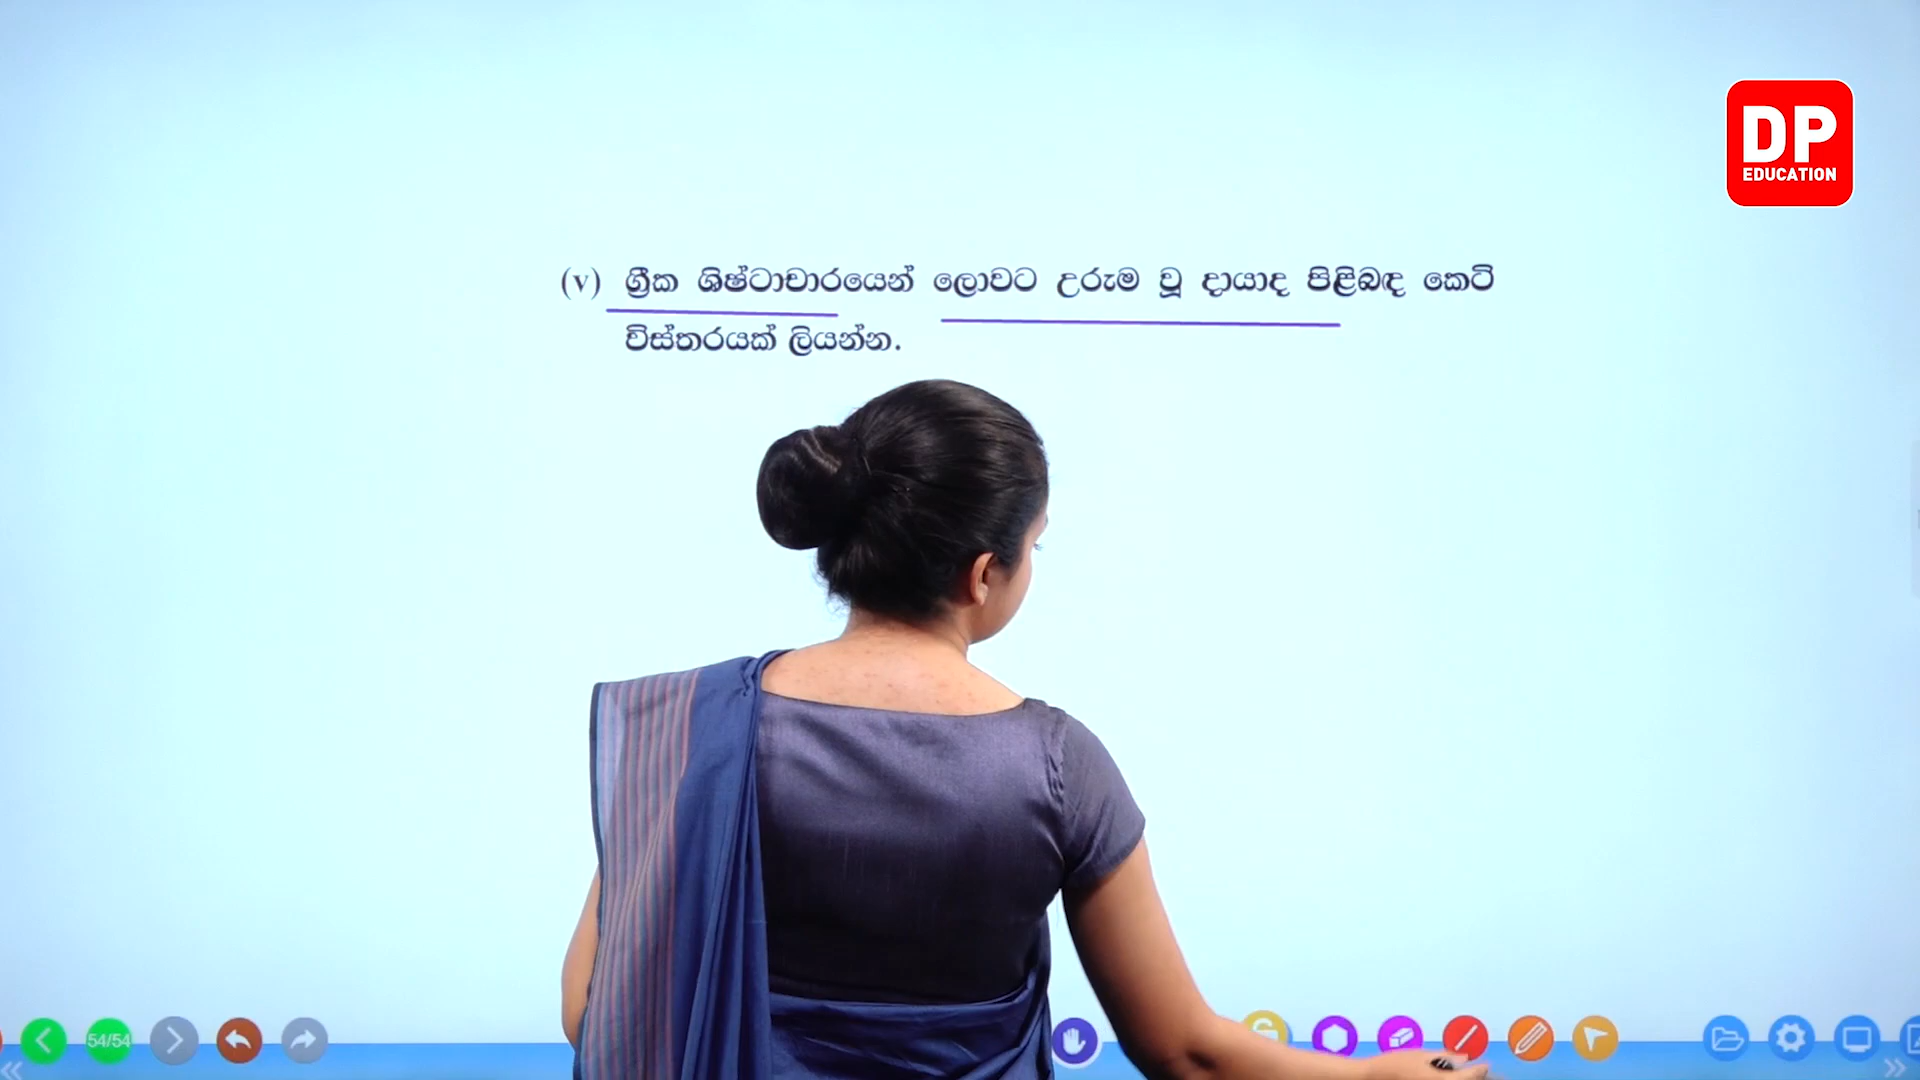 DP
EDUCATION
(v) ග්‍රීක ශිෂ්ටාචාරයෙන් ලොවට උරුම වූ දායාද පිළිබඳ කෙටි
විස්තරයක් ලියන්න.
54/54